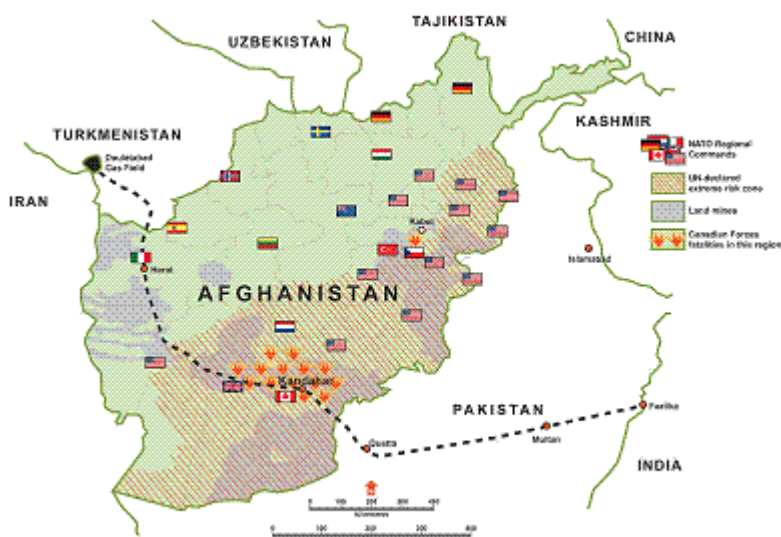 TAJIKISTAN
UZBEKISTAN
CHINA
TURKMENISTAN
KASHMIR
Douletabad
Gas Field
NATO Regional
Commands
IRAN
UN-declared
extreme risk zone
Land mines
Kabul
Canadian Forces
fatalities in this region
Herat
Islamabad
AFGHANISTAN
Kandahar
PAKISTAN
Fazilka
Quetta
Multan
INDIA